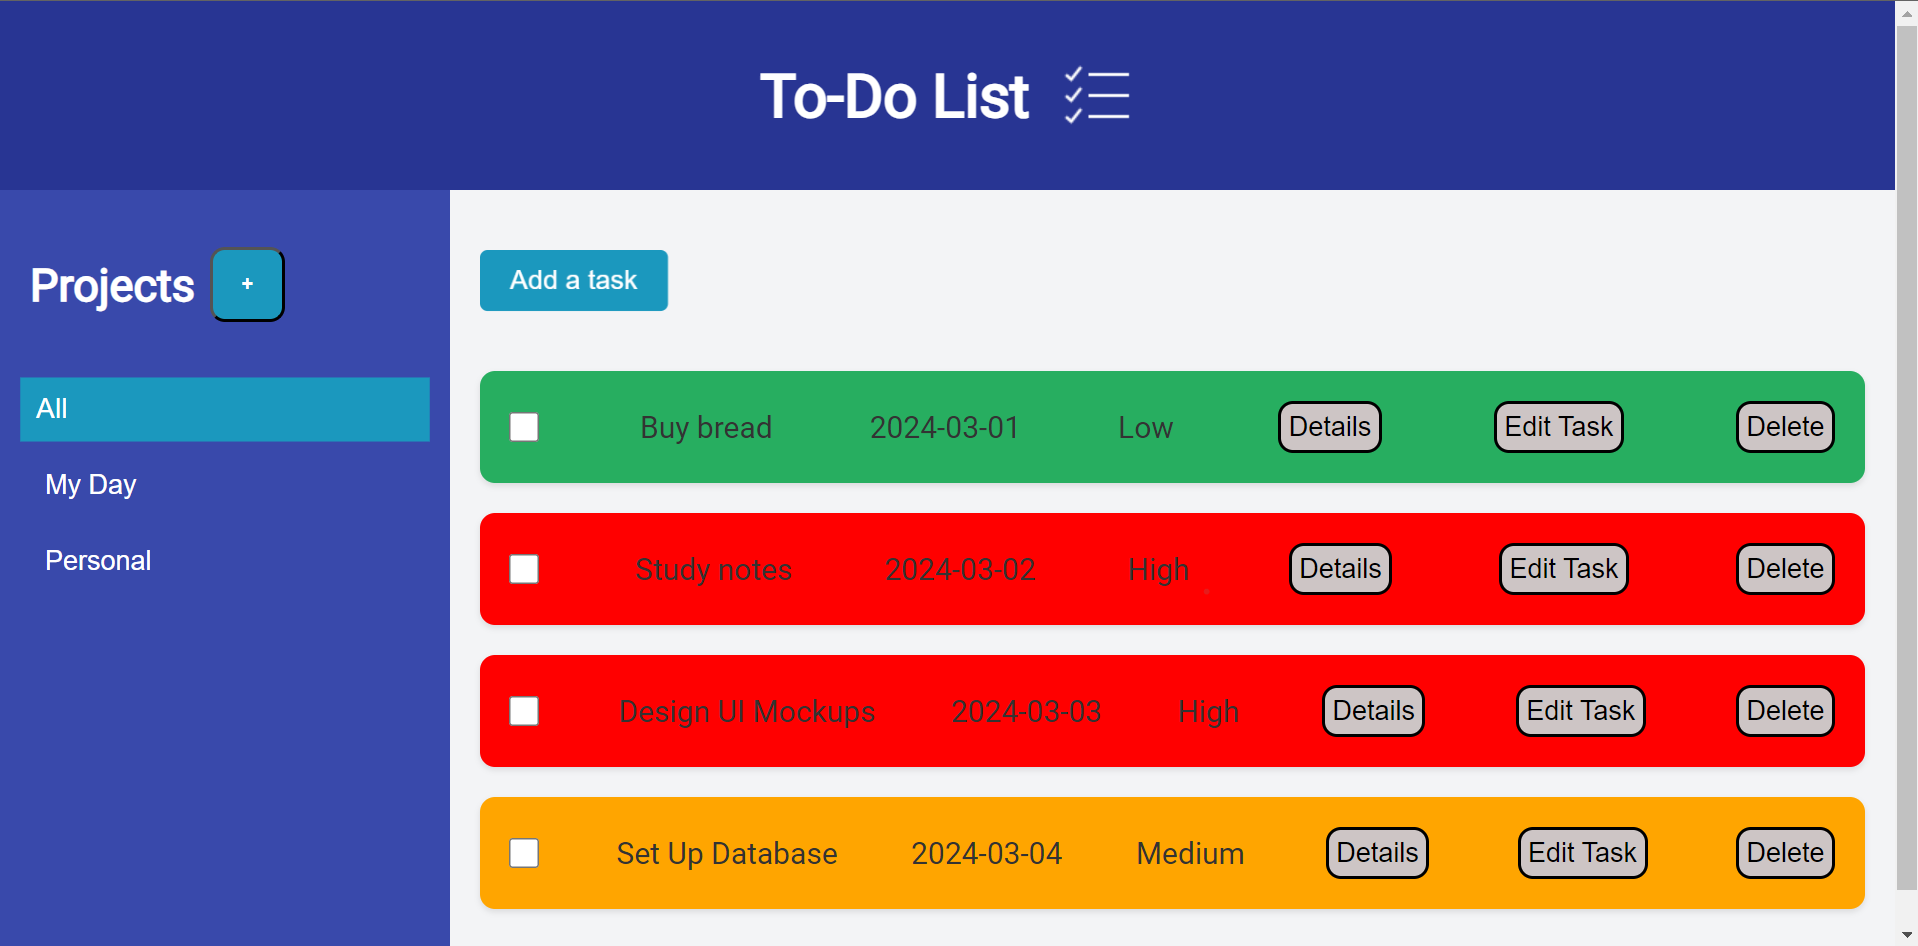 To-Do List
Projects +
All
My Day
Personal
Add a task
Buy bread 2024-03-01 Low Details Edit Task Delete
Study notes 2024-03-02 High Details Edit Task Delete
Design UI Mockups 2024-03-03 High Details Edit Task Delete
Set Up Database 2024-03-04 Medium Details Edit Task Delete